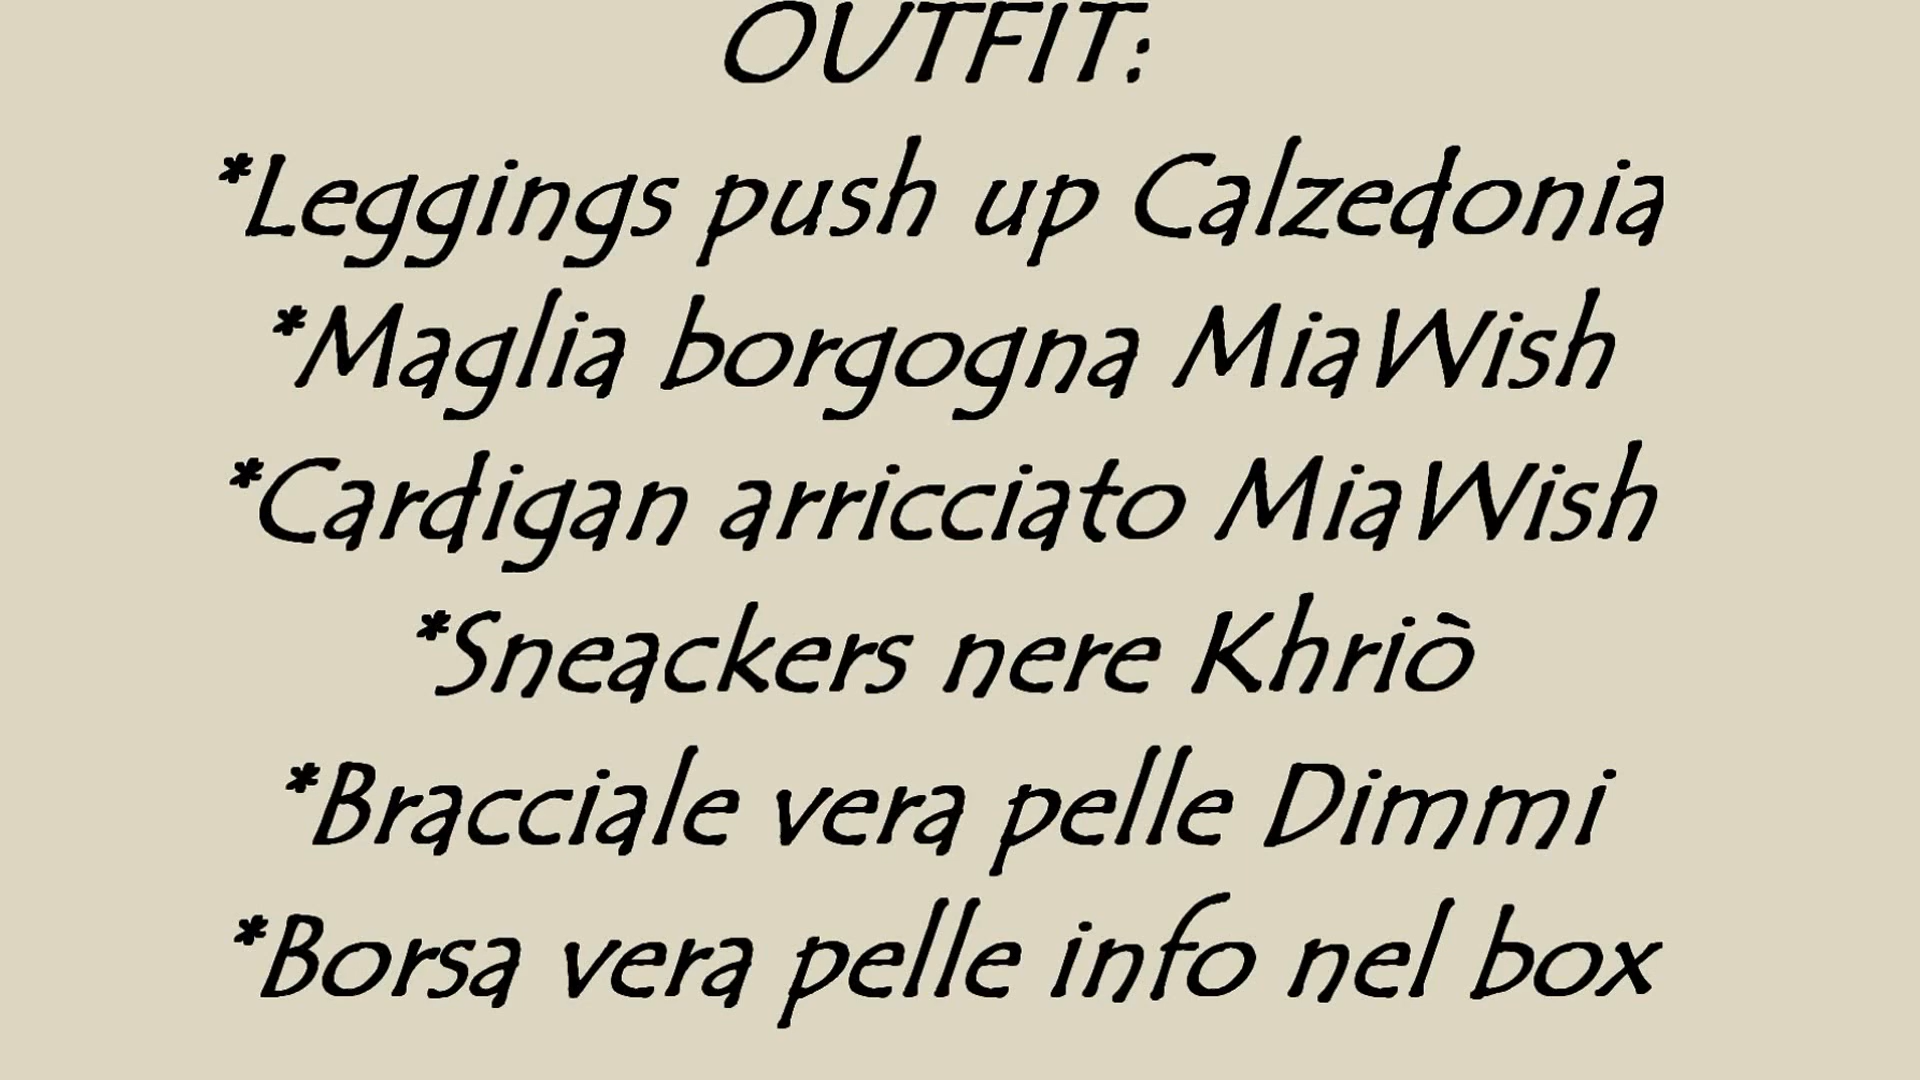 OUTFIT:
*Leggings push up Calzedonia
*Maglia borgogna MiaWish
*Cardigan arricciato MiaWish
*Sneackers nere Khriò
*Bracciale vera pelle Dimmi
*Borsa vera pelle info nel box